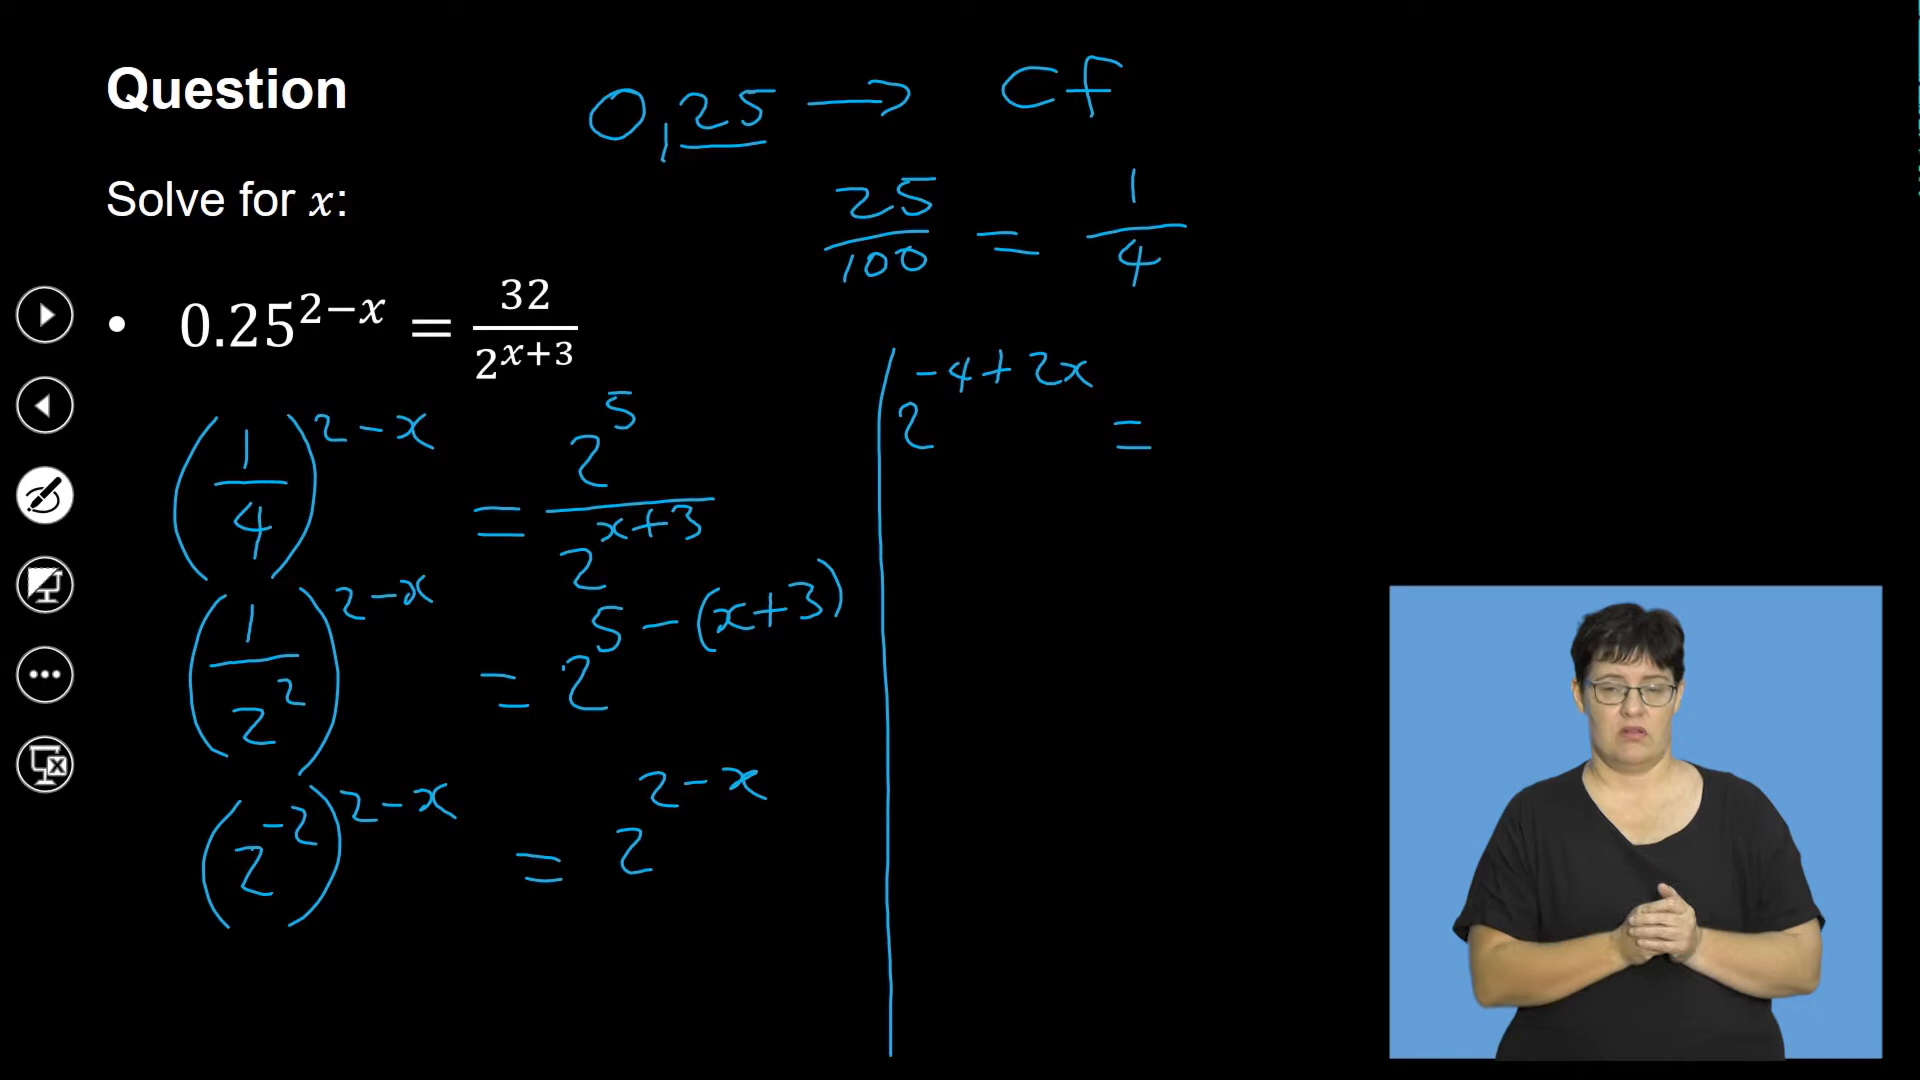 Question
0,25 → CF
Solve for x:
25/100 = 1/4
• 0.25^(2−x) = 32/2^(x+3)
(1/4)^(2−x) = 2^5/2^(x+3)
(1/2^2)^(2−x) = 2^(5−(x+3))
(2^(−2))^(2−x) = 2^(2−x)
2^(−4+2x) =